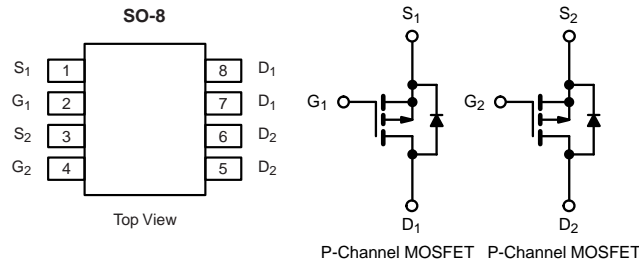 SO-8
S1 1 8 D1
G1 2 7 D1
S2 3 6 D2
G2 4 5 D2
Top View
S1
G1
D1
P-Channel MOSFET
S2
G2
D2
P-Channel MOSFET